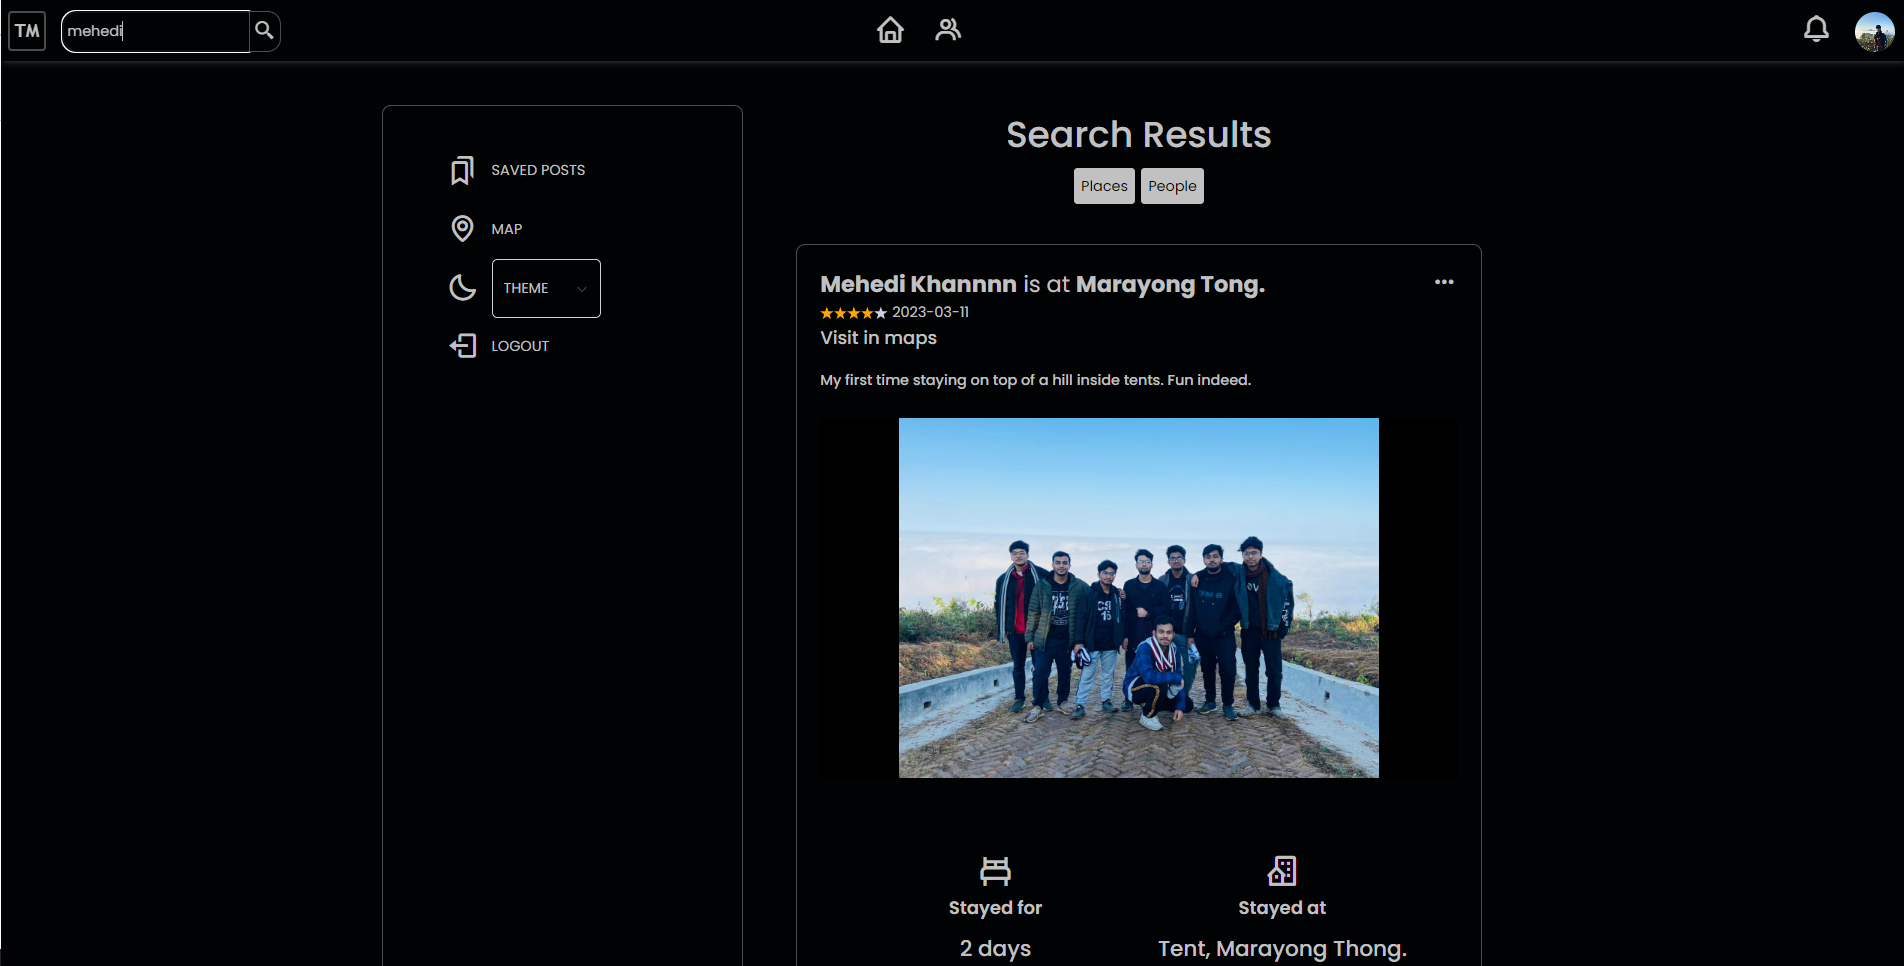 TM
mehedi
SAVED POSTS
MAP
THEME
LOGOUT
Search Results
Places People
Mehedi Khannnn is at Marayong Tong.
2023-03-11
Visit in maps
My first time staying on top of a hill inside tents. Fun indeed.
Stayed for
2 days
Stayed at
Tent, Marayong Thong.